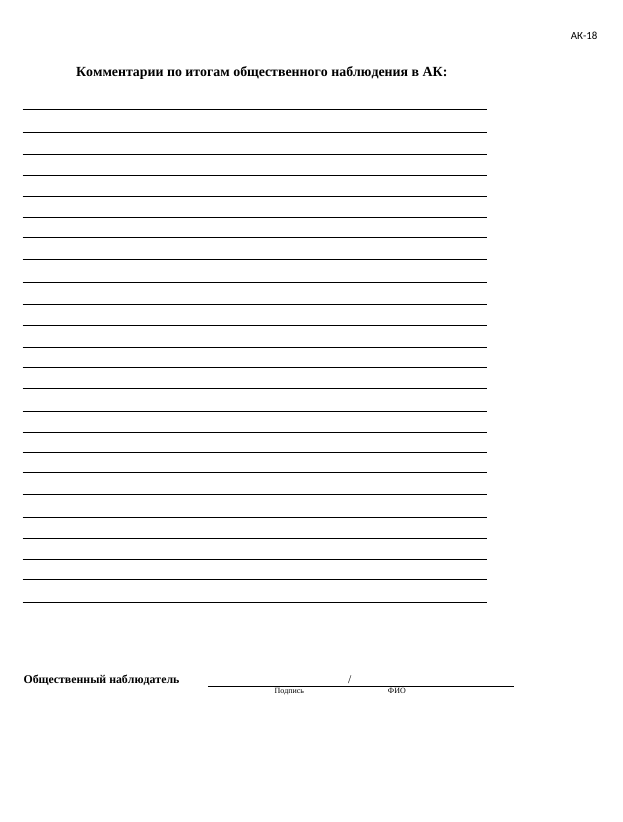 АК-18
Комментарии по итогам общественного наблюдения в АК:
Общественный наблюдатель /
Подпись ФИО